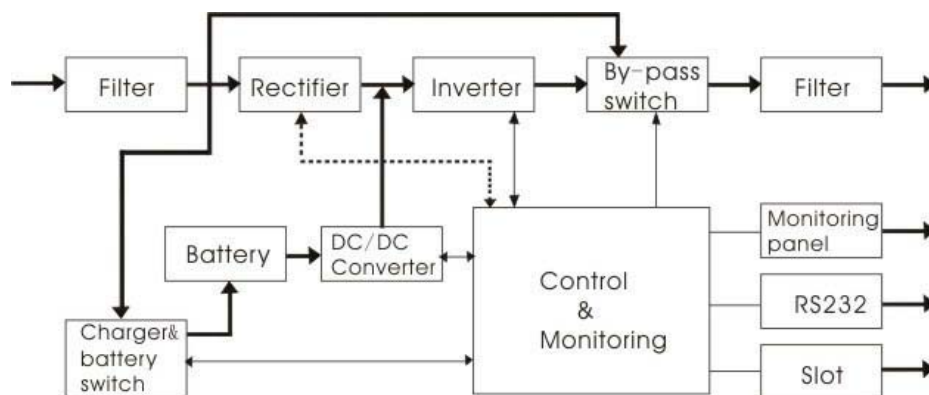 Filter
Rectifier
Inverter
By-pass
switch
Filter
Battery
DC/DC
Converter
Control
&
Monitoring
Monitoring
panel
RS232
Charger&
battery
switch
Slot